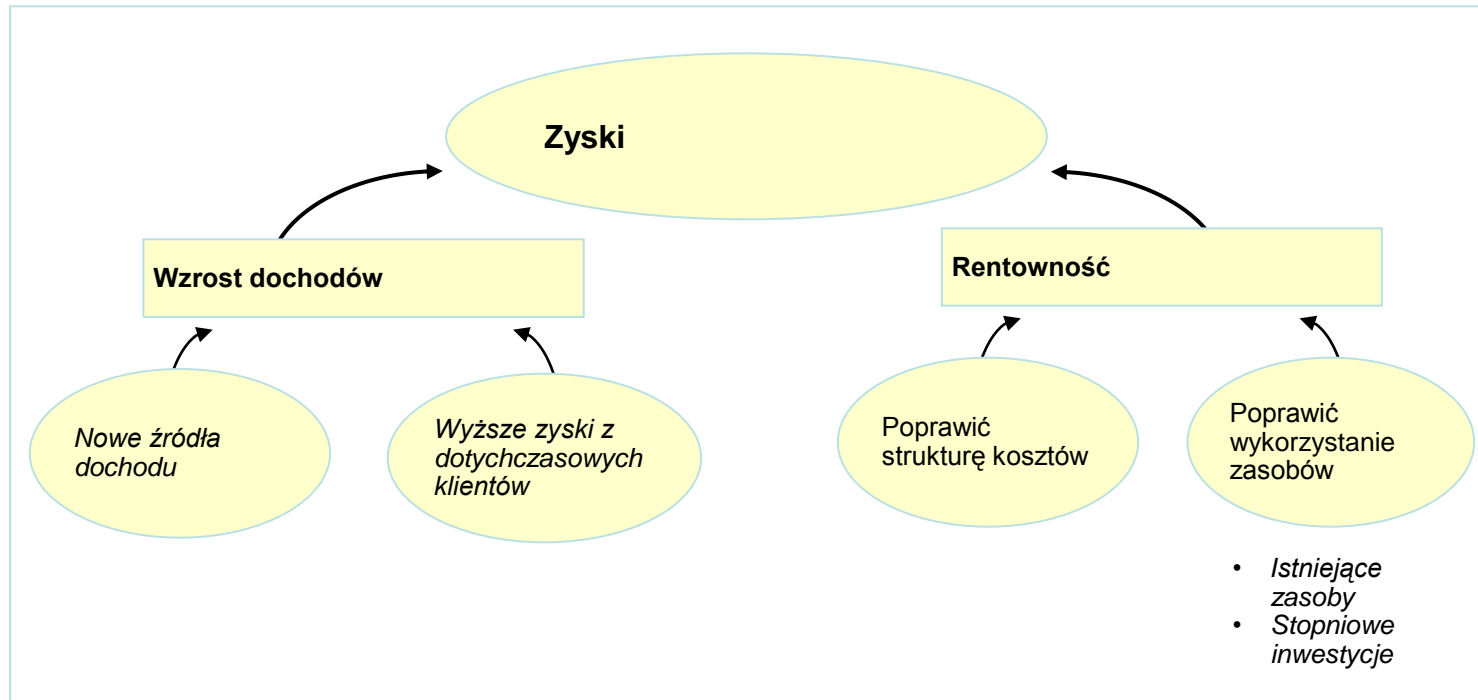 Zyski
Wzrost dochodów
Rentowność
Nowe źródła
dochodu
Wyższe zyski z
dotychczasowych
klientów
Poprawić
strukturę kosztów
Poprawić
wykorzystanie
zasobów
• Istniejące
zasoby
• Stopniowe
inwestycje